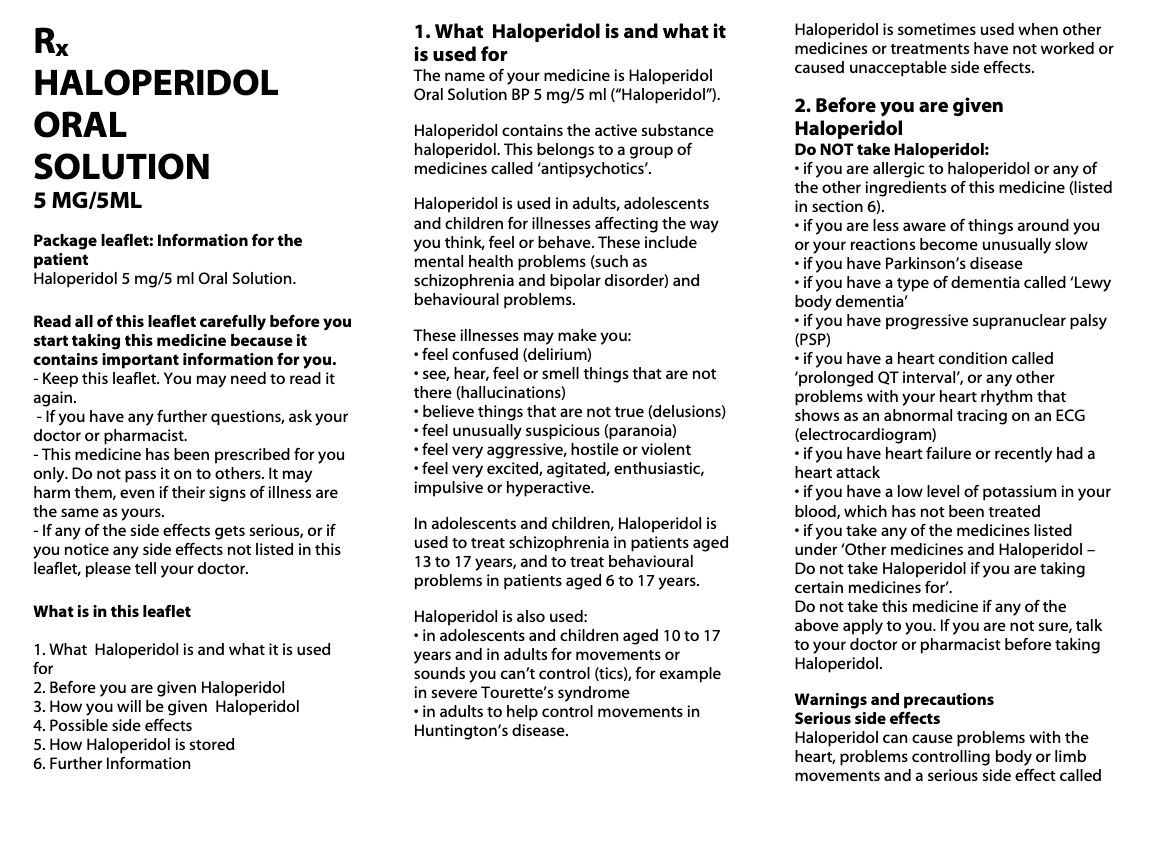 Rx
HALOPERIDOL
ORAL
SOLUTION
5 MG/5ML
Package leaflet: Information for the
patient
Haloperidol 5 mg/5 ml Oral Solution.
Read all of this leaflet carefully before you
start taking this medicine because it
contains important information for you.
- Keep this leaflet. You may need to read it
again.
- If you have any further questions, ask your
doctor or pharmacist.
- This medicine has been prescribed for you
only. Do not pass it on to others. It may
harm them, even if their signs of illness are
the same as yours.
- If any of the side effects gets serious, or if
you notice any side effects not listed in this
leaflet, please tell your doctor.
What is in this leaflet
1. What  Haloperidol is and what it is used
for
2. Before you are given Haloperidol
3. How you will be given  Haloperidol
4. Possible side effects
5. How Haloperidol is stored
6. Further Information
1. What  Haloperidol is and what it
is used for
The name of your medicine is Haloperidol
Oral Solution BP 5 mg/5 ml (“Haloperidol”).
Haloperidol contains the active substance
haloperidol. This belongs to a group of
medicines called ‘antipsychotics’.
Haloperidol is used in adults, adolescents
and children for illnesses affecting the way
you think, feel or behave. These include
mental health problems (such as
schizophrenia and bipolar disorder) and
behavioural problems.
These illnesses may make you:
• feel confused (delirium)
• see, hear, feel or smell things that are not
there (hallucinations)
• believe things that are not true (delusions)
• feel unusually suspicious (paranoia)
• feel very aggressive, hostile or violent
• feel very excited, agitated, enthusiastic,
impulsive or hyperactive.
In adolescents and children, Haloperidol is
used to treat schizophrenia in patients aged
13 to 17 years, and to treat behavioural
problems in patients aged 6 to 17 years.
Haloperidol is also used:
• in adolescents and children aged 10 to 17
years and in adults for movements or
sounds you can’t control (tics), for example
in severe Tourette’s syndrome
• in adults to help control movements in
Huntington’s disease.
Haloperidol is sometimes used when other
medicines or treatments have not worked or
caused unacceptable side effects.
2. Before you are given
Haloperidol
Do NOT take Haloperidol:
• if you are allergic to haloperidol or any of
the other ingredients of this medicine (listed
in section 6).
• if you are less aware of things around you
or your reactions become unusually slow
• if you have Parkinson’s disease
• if you have a type of dementia called ‘Lewy
body dementia’
• if you have progressive supranuclear palsy
(PSP)
• if you have a heart condition called
‘prolonged QT interval’, or any other
problems with your heart rhythm that
shows as an abnormal tracing on an ECG
(electrocardiogram)
• if you have heart failure or recently had a
heart attack
• if you have a low level of potassium in your
blood, which has not been treated
• if you take any of the medicines listed
under ‘Other medicines and Haloperidol –
Do not take Haloperidol if you are taking
certain medicines for’.
Do not take this medicine if any of the
above apply to you. If you are not sure, talk
to your doctor or pharmacist before taking
Haloperidol.
Warnings and precautions
Serious side effects
Haloperidol can cause problems with the
heart, problems controlling body or limb
movements and a serious side effect called